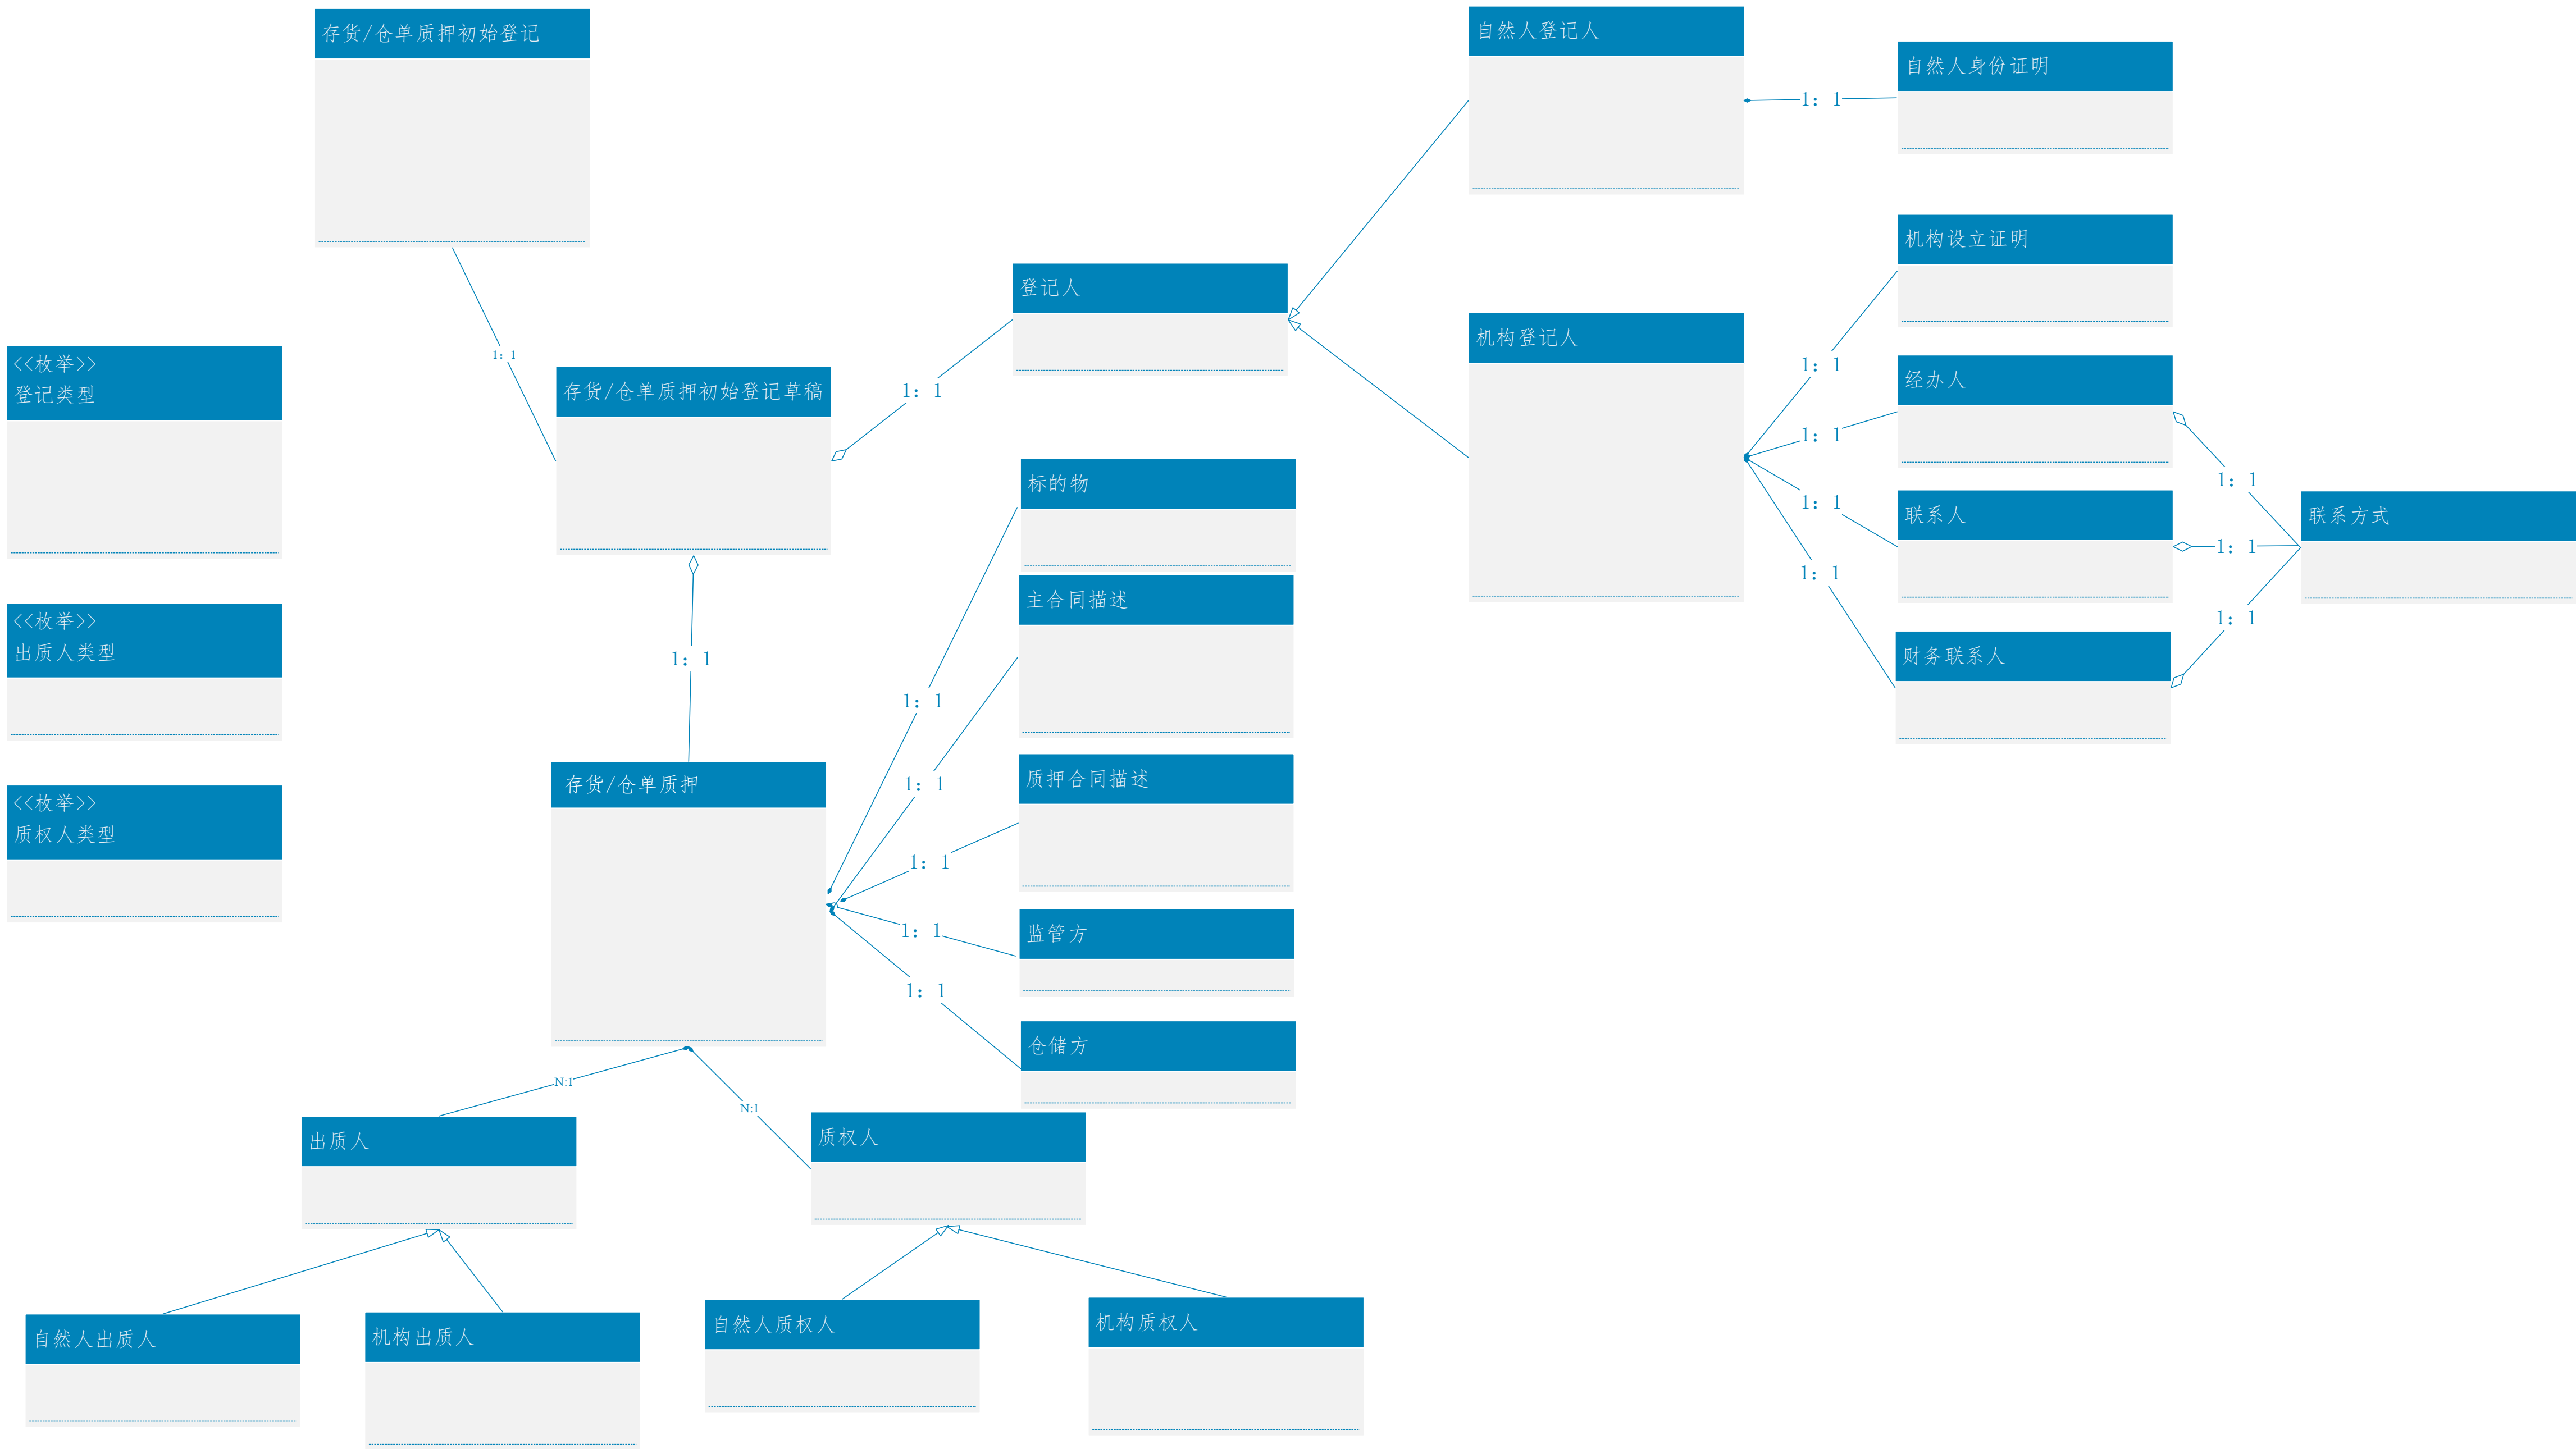 存货/仓单质押初始登记
自然人登记人
自然人身份证明
1：1
机构设立证明
登记人
机构登记人
<<枚举>>
登记类型
1：1
存货/仓单质押初始登记草稿
1：1
1：1
经办人
1：1
标的物
1：1
1：1
联系人
联系方式
1：1
1：1
主合同描述
<<枚举>>
出质人类型
1：1
1：1
财务联系人
1：1
1：1
存货/仓单质押
1：1
质押合同描述
<<枚举>>
质权人类型
1：1
1：1
监管方
1：1
仓储方
N:1
N:1
出质人
质权人
自然人出质人
机构出质人
自然人质权人
机构质权人